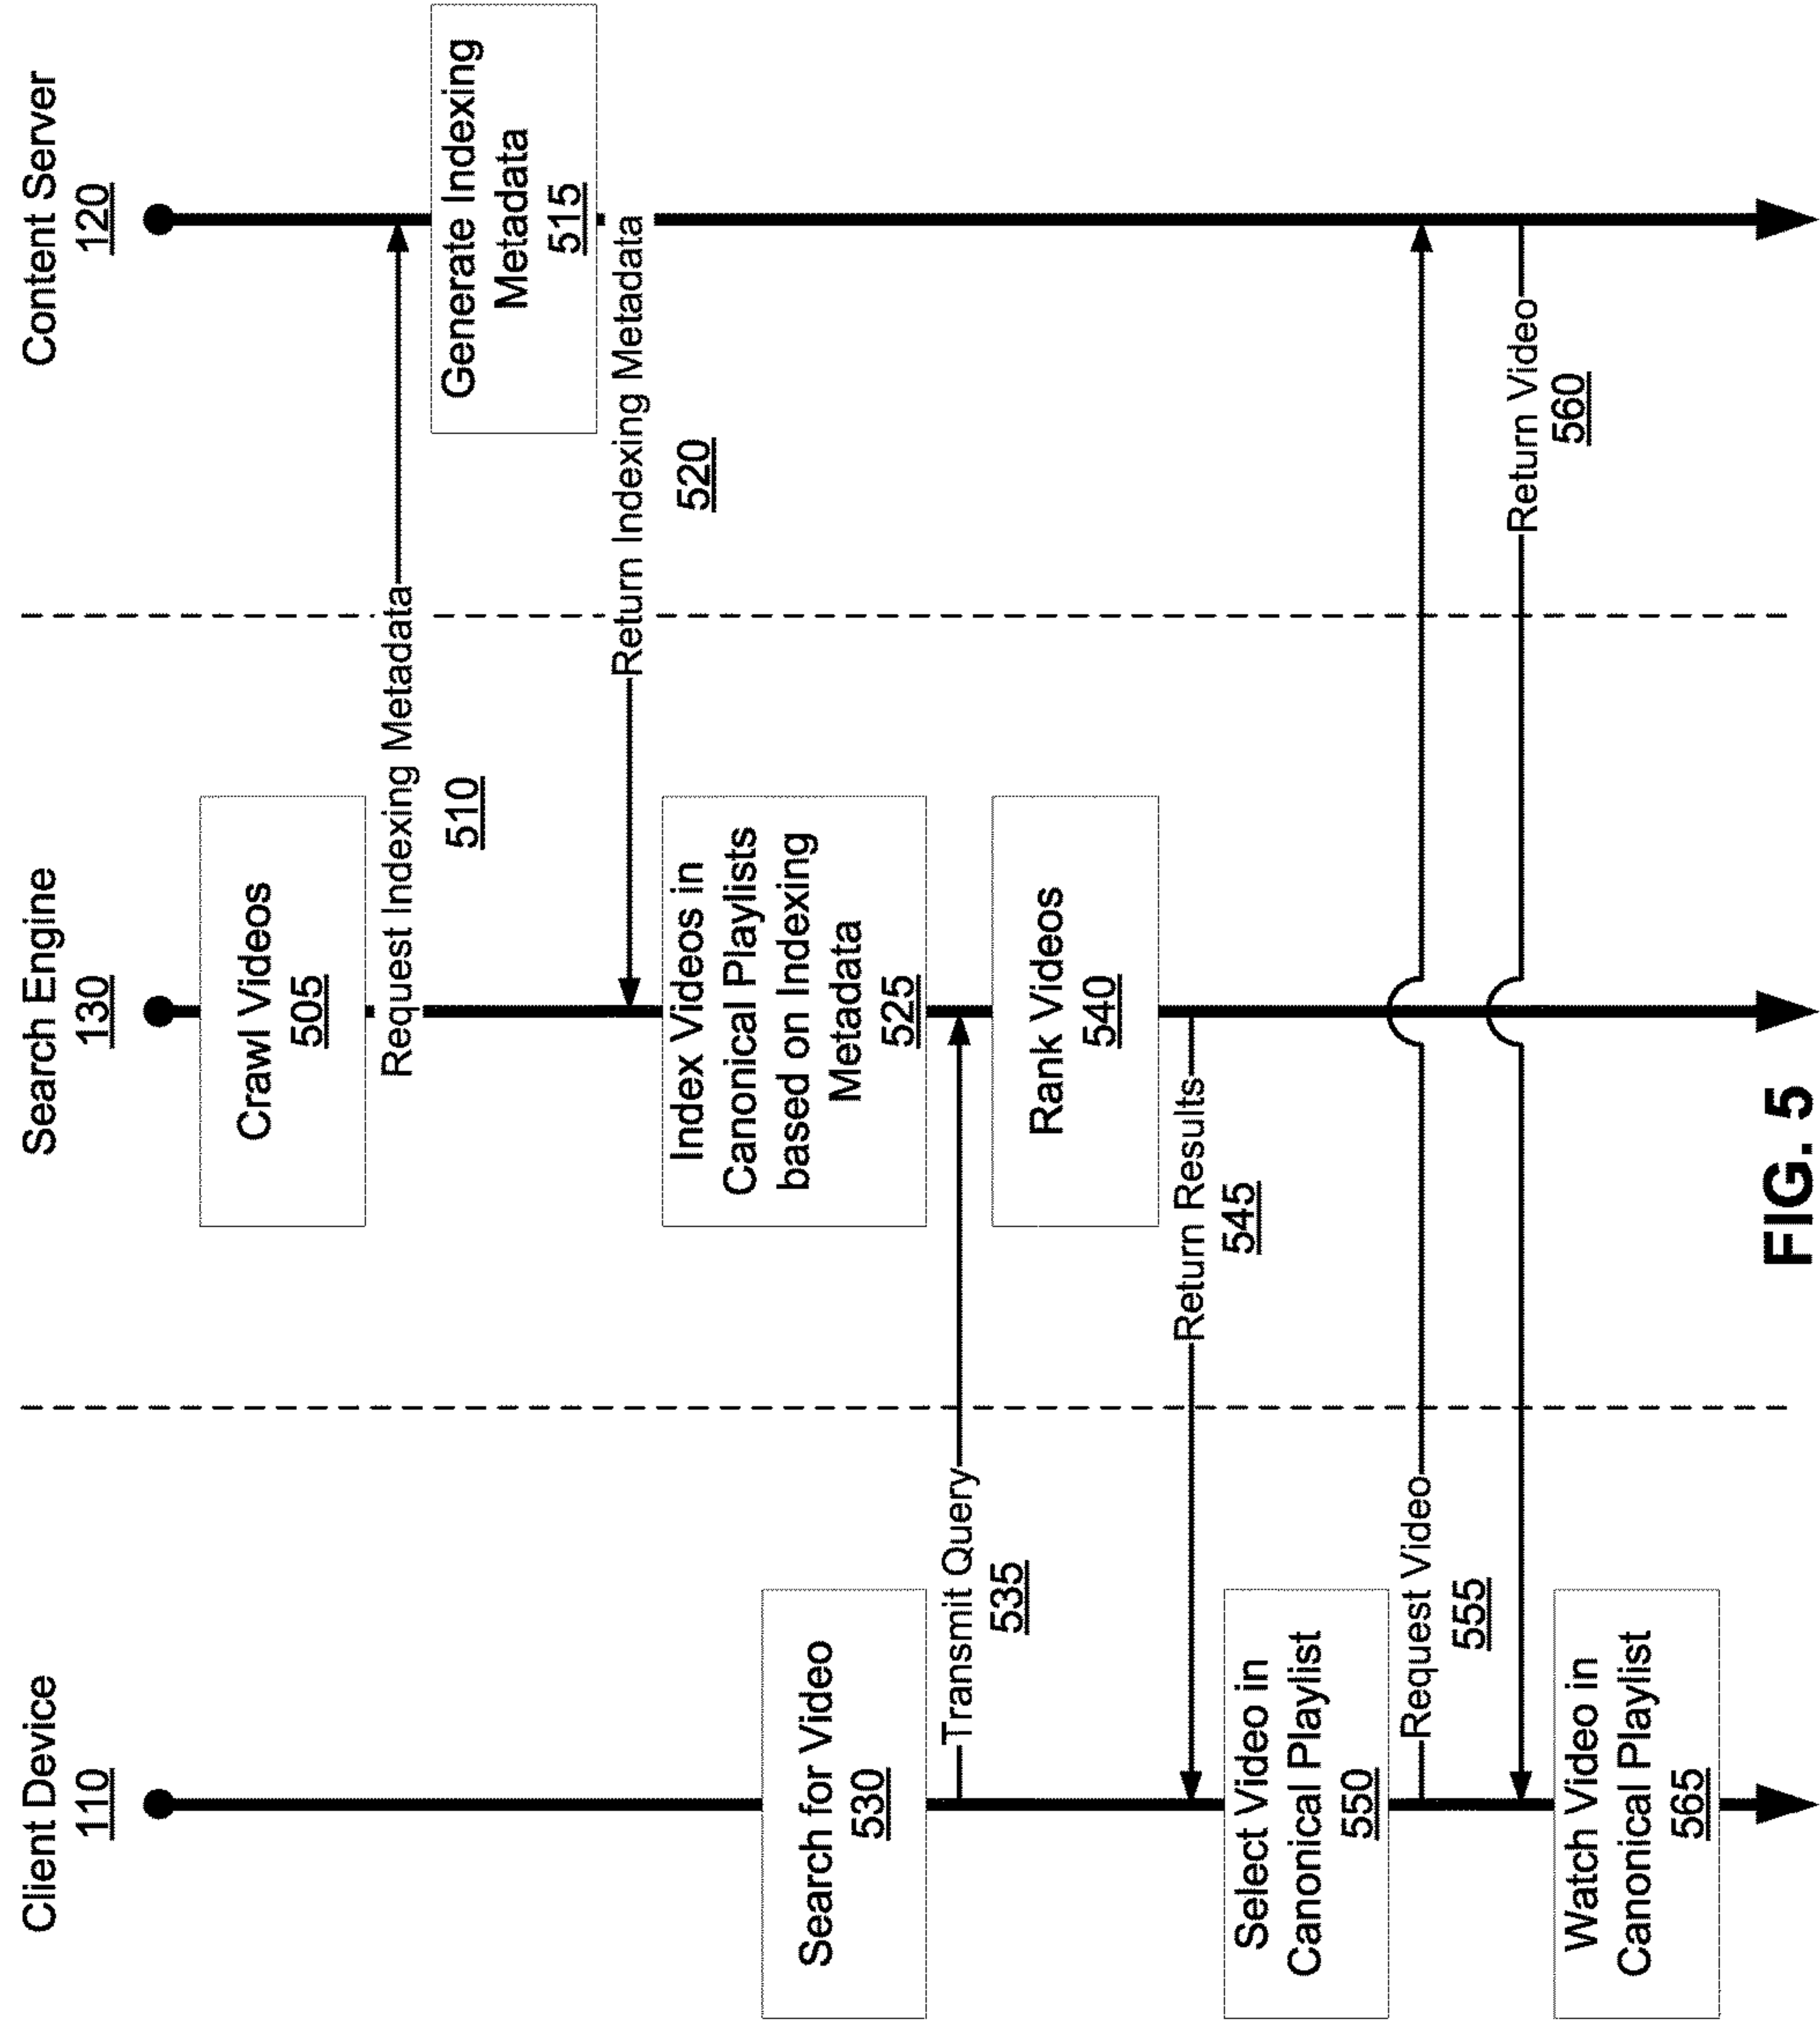 Client Device
110
Search Engine
130
Content Server
120
Crawl Videos
505
Request Indexing Metadata
510
Generate Indexing
Metadata
515
Return Indexing Metadata
520
Index Videos in
Canonical Playlists
based on Indexing
Metadata
525
Search for Video
530
Transmit Query
535
Rank Videos
540
Return Results
545
Select Video in
Canonical Playlist
550
Request Video
555
Return Video
560
Watch Video in
Canonical Playlist
565
FIG. 5